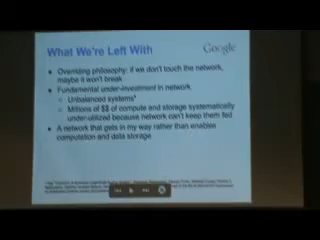 What We're Left With
Google
● Overriding philosophy: if we don't touch the network,
maybe it won't break
● Fundamental under-investment in network
○ Unbalanced systems*
○ Millions of $$ of compute and storage systematically
under-utilized because network can't keep them fed
● A network that gets in my way rather than enables
computation and data storage